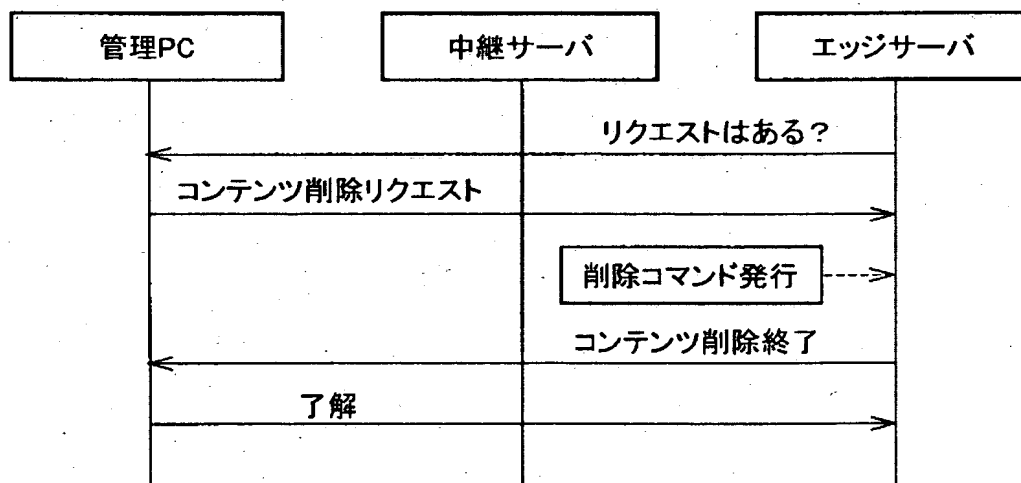 管理PC
中継サーバ
エッジサーバ
リクエストはある?
コンテンツ削除リクエスト
削除コマンド発行
コンテンツ削除終了
了解